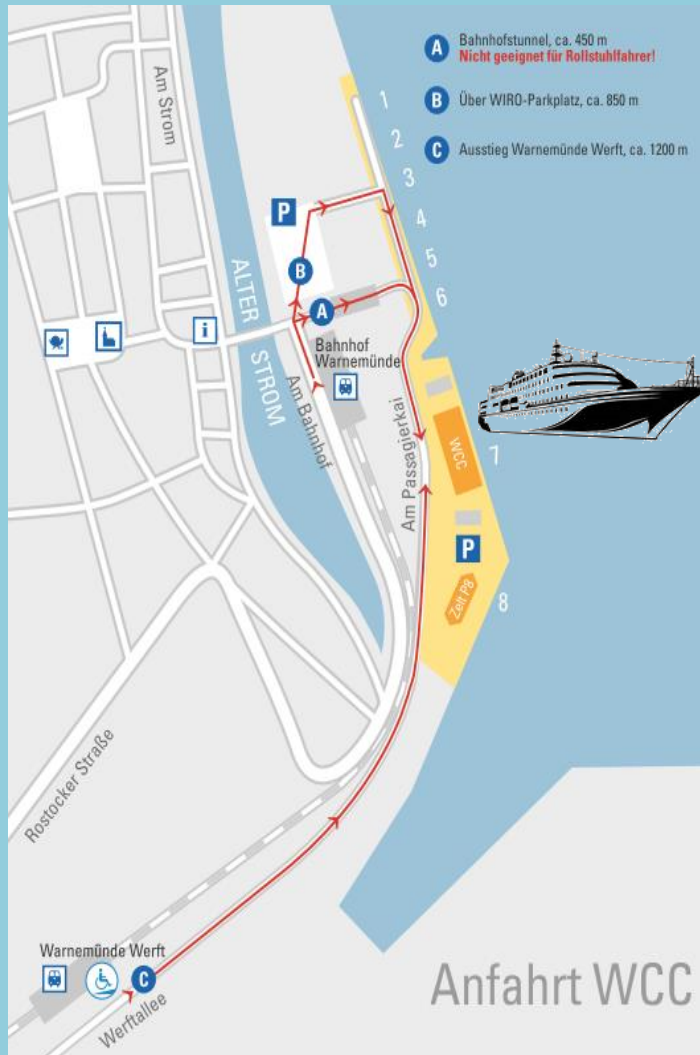 A
Bahnhofstunnel, ca. 450 m
Nicht geeignet für Rollstuhlfahrer!
B
Über WIRO-Parkplatz, ca. 850 m
C
Ausstieg Warnemünde Werft, ca. 1200 m
Am Strom
1
2
3
4
5
6
P
B
A
ALTER
STROM
i
Bahnhof
Warnemünde
Am Bahnhof
Am Passagierkai
WCC
7
P
Zelt P8
8
Rostocker Straße
Warnemünde Werft
C
Werftallee
Anfahrt WCC